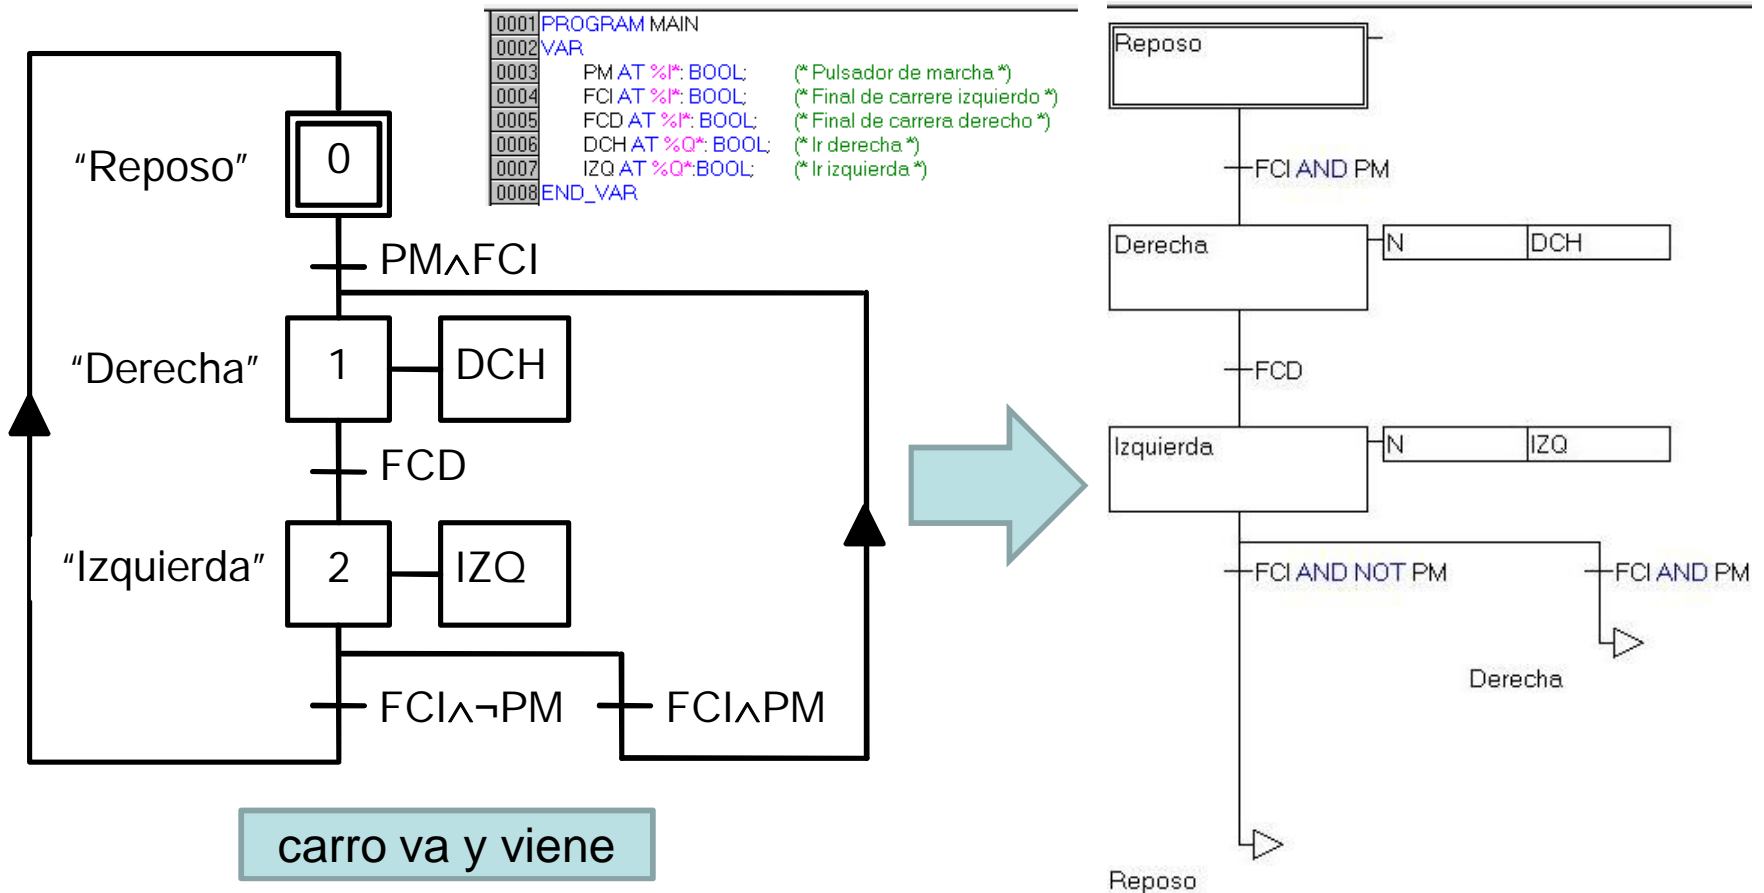 0001 PROGRAM MAIN
0002 VAR
0003 PM AT %I*: BOOL; (* Pulsador de marcha *)
0004 FCI AT %I*: BOOL; (* Final de carrere izquierdo *)
0005 FCD AT %I*: BOOL; (* Final de carrera derecho *)
0006 DCH AT %Q*: BOOL; (* Ir derecha *)
0007 IZQ AT %Q*:BOOL; (* Ir izquierda *)
0008 END_VAR
"Reposo" 0
PM∧FCI
"Derecha" 1 DCH
FCD
"Izquierda" 2 IZQ
FCI∧¬PM FCI∧PM
carro va y viene
Reposo
FCI AND PM
Derecha N DCH
FCD
Izquierda N IZQ
FCI AND NOT PM FCI AND PM
Derecha
Reposo